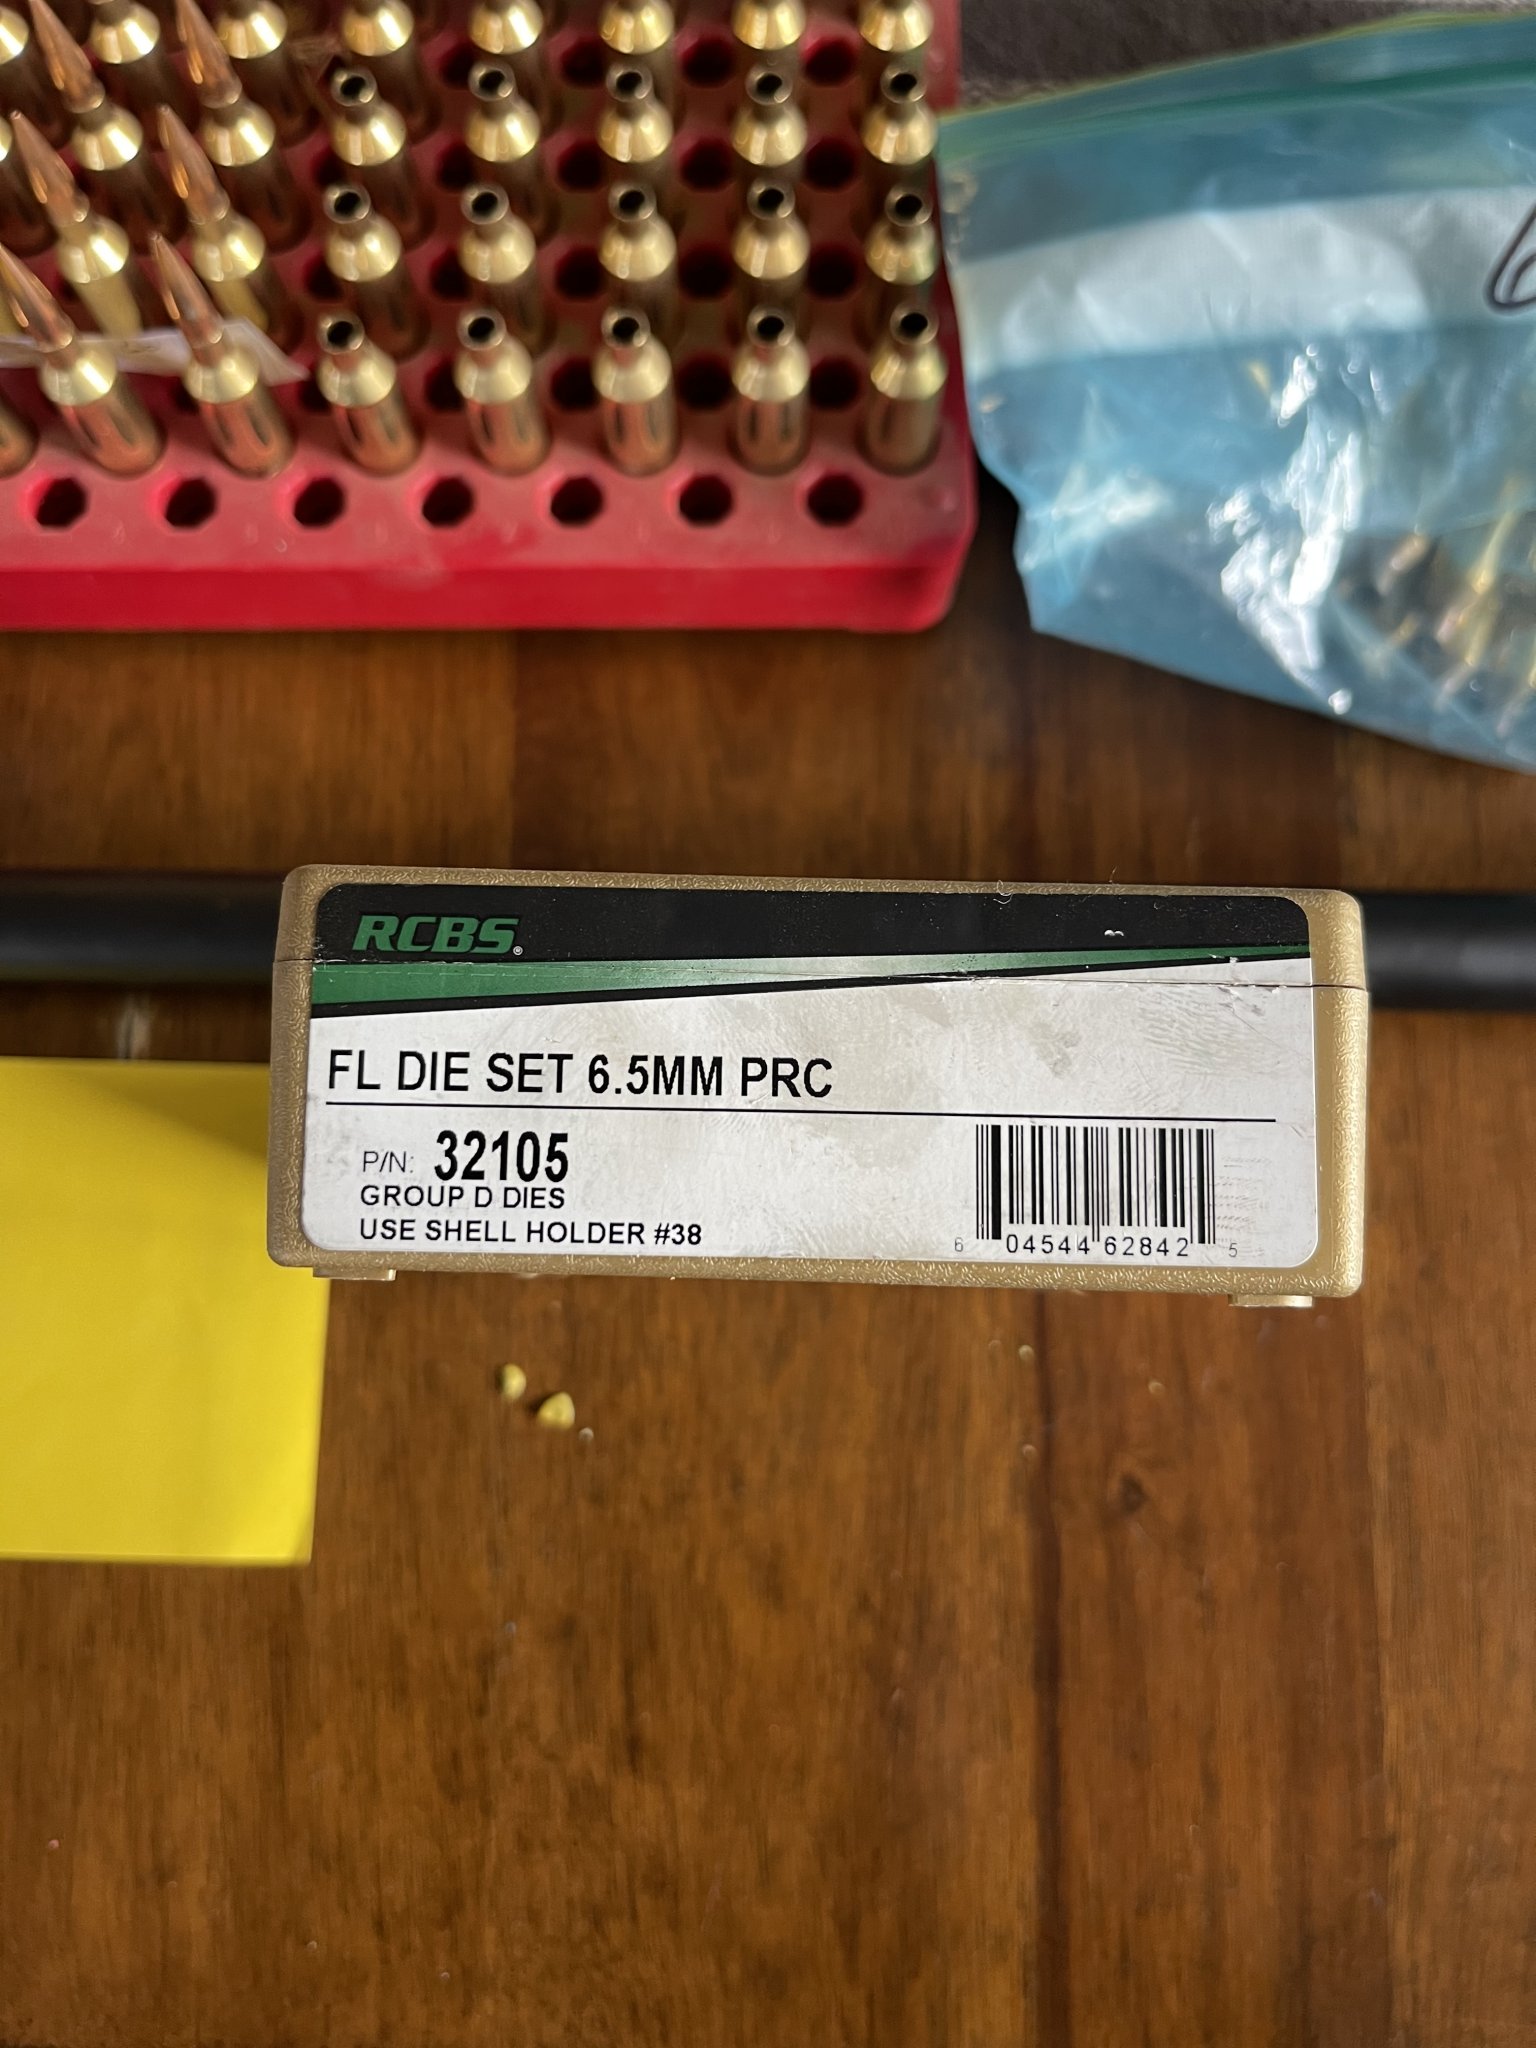 RCBS®
FL DIE SET 6.5MM PRC
P/N: 32105
GROUP D DIES
USE SHELL HOLDER #38
6 04544 62842 5